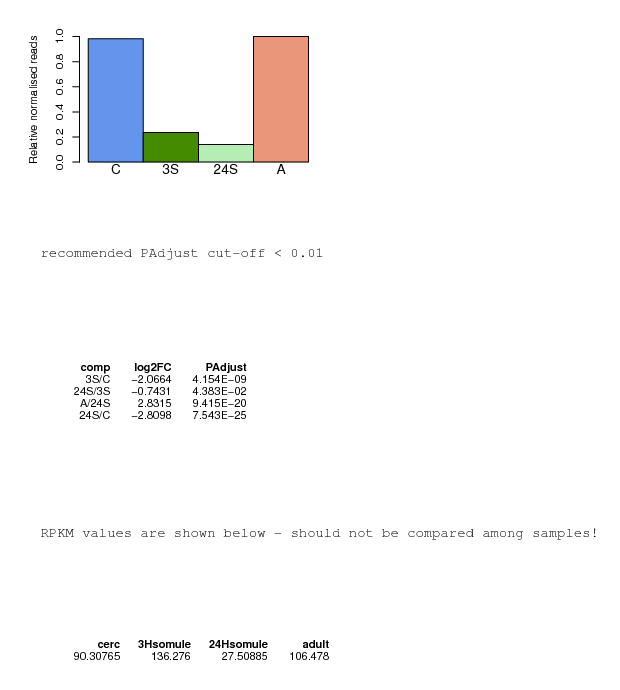 Relative normalised reads
1.0
0.8
0.6
0.4
0.2
0.0
C 3S 24S A
recommended PAdjust cut-off < 0.01
comp log2FC PAdjust
3S/C −2.0664 4.154E−09
24S/3S −0.7431 4.383E−02
A/24S 2.8315 9.415E−20
24S/C −2.8098 7.543E−25
RPKM values are shown below - should not be compared among samples!
cerc 3Hsomule 24Hsomule adult
90.30765 136.276 27.50885 106.478